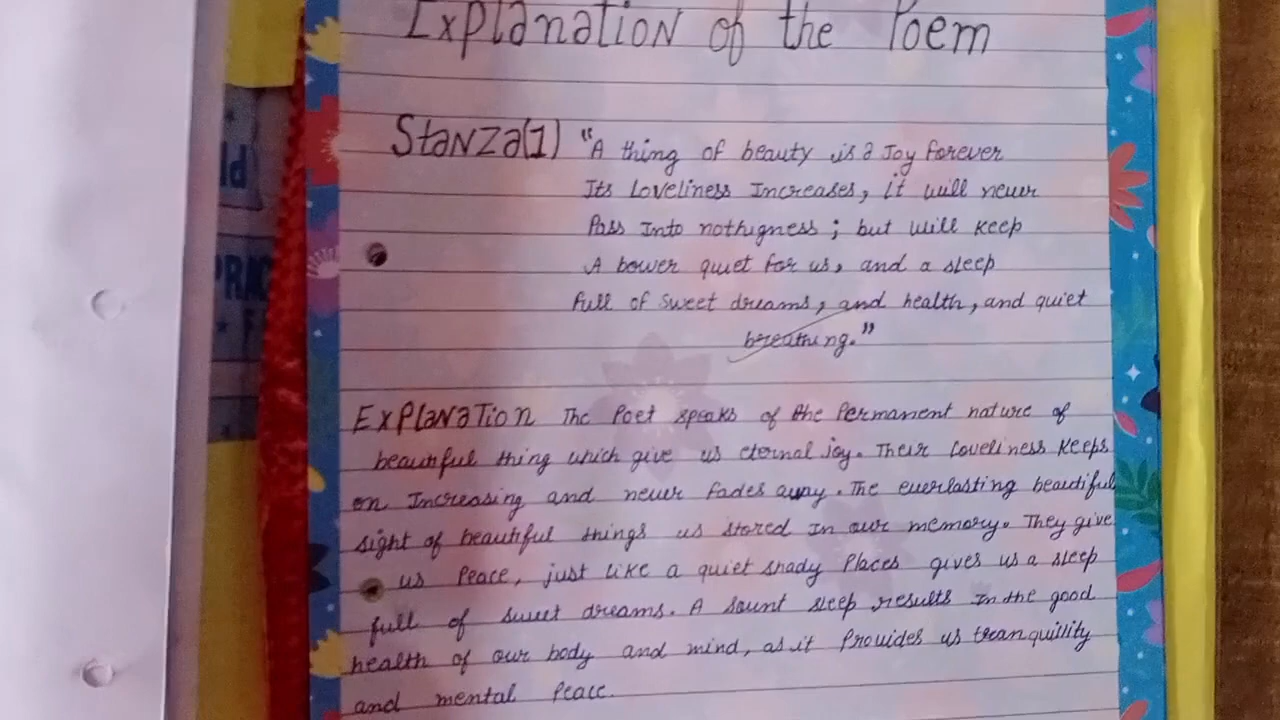 Explanation of the Poem
Stanza(1) "A thing of beauty is a Joy forever
Its Loveliness Increases, it will never
Pass Into nothigness; but will keep
A bower quiet for us, and a sleep
full of sweet dreams, and health, and quiet
breathing."
Explanation The Poet speaks of the Permanent nature of
beautiful thing which give us eternal joy. Their Loveliness keeps
on Increasing and never fades away. The everlasting beautiful
sight of beautiful things us stored In our memory. They give
us Peace, just like a quiet shady Places gives us a sleep
full of sweet dreams. A sount sleep results In the good
health of our body and mind, as it Provides us tranquillity
and mental Peace.
ld
PRAC
F